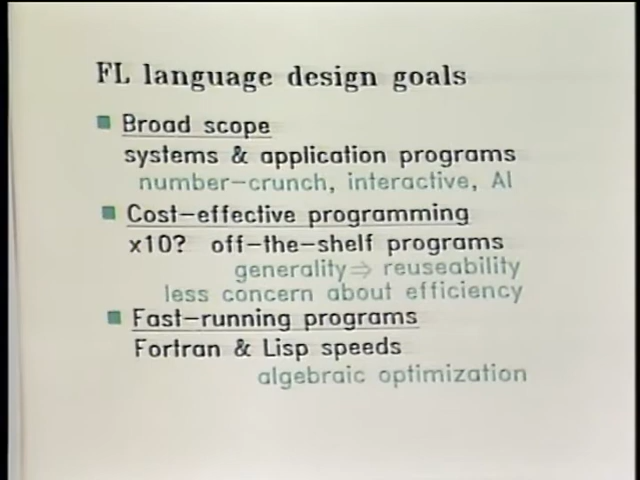 FL language design goals
Broad scope
systems & application programs
number-crunch, interactive, AI
Cost-effective programming
x10? off-the-shelf programs
generality⇒ reuseability
less concern about efficiency
Fast-running programs
Fortran & Lisp speeds
algebraic optimization